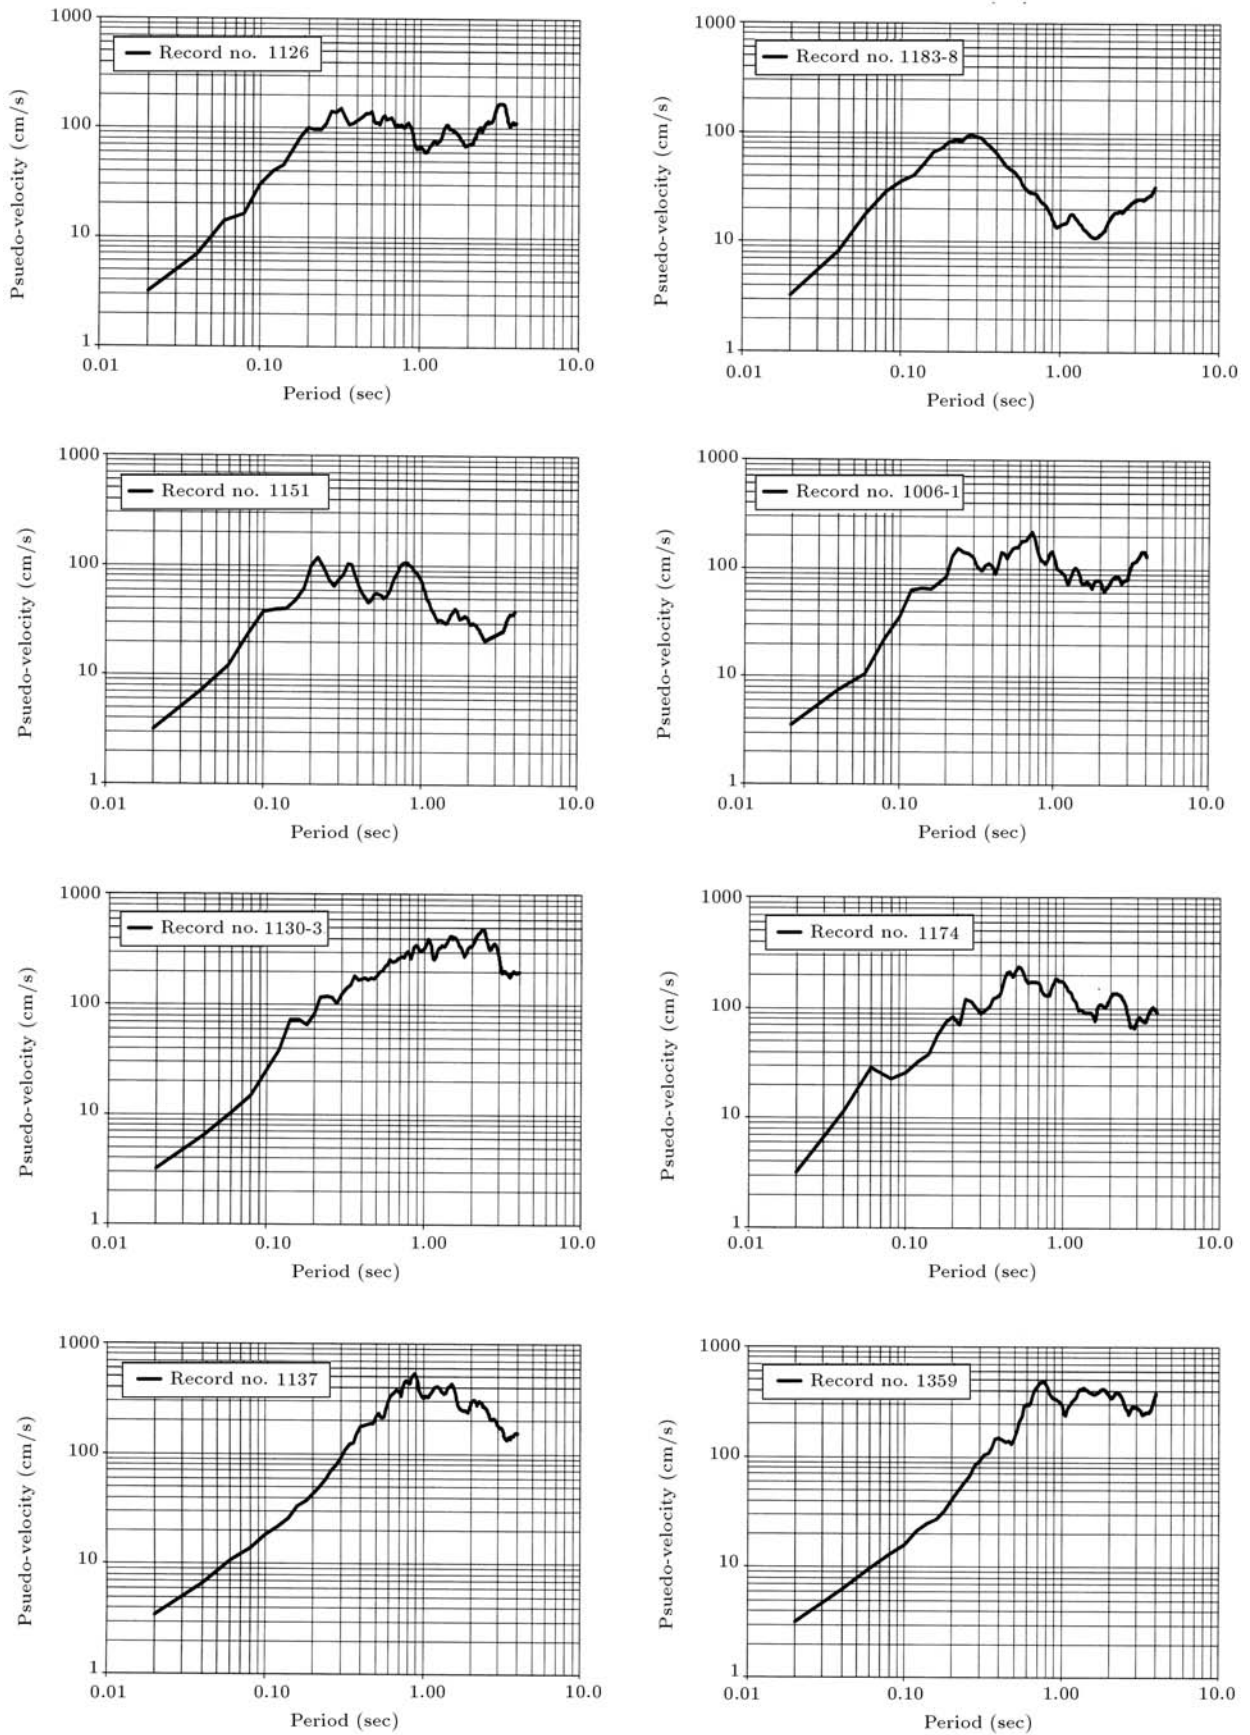 1000
Record no. 1126
100
10
1
0.01 0.10 1.00 10.0
Period (sec)
Psuedo-velocity (cm/s)
1000
Record no. 1183-8
100
10
1
0.01 0.10 1.00 10.0
Period (sec)
Psuedo-velocity (cm/s)
1000
Record no. 1151
100
10
1
0.01 0.10 1.00 10.0
Period (sec)
Psuedo-velocity (cm/s)
1000
Record no. 1006-1
100
10
1
0.01 0.10 1.00 10.0
Period (sec)
Psuedo-velocity (cm/s)
1000
Record no. 1130-3
100
10
1
0.01 0.10 1.00 10.0
Period (sec)
Psuedo-velocity (cm/s)
1000
Record no. 1174
100
10
1
0.01 0.10 1.00 10.0
Period (sec)
Psuedo-velocity (cm/s)
1000
Record no. 1137
100
10
1
0.01 0.10 1.00 10.0
Period (sec)
Psuedo-velocity (cm/s)
1000
Record no. 1359
100
10
1
0.01 0.10 1.00 10.0
Period (sec)
Psuedo-velocity (cm/s)